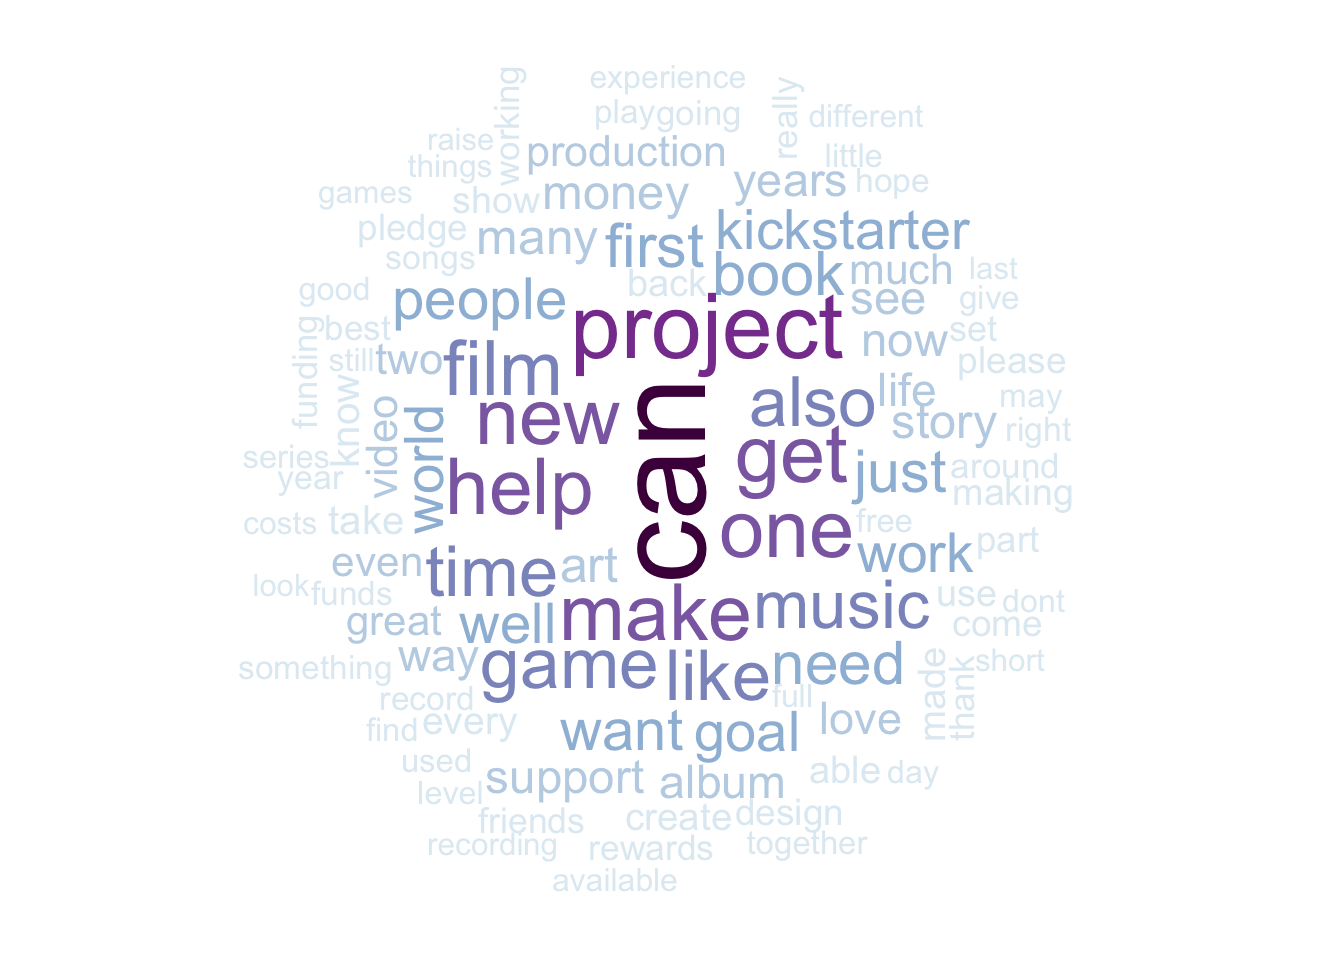 experience
working
play
going
really
different
raise
production
little
things
years
hope
games
show
money
pledge
many
first
kickstarter
songs
back
book
much
last
good
people
see
give
project
funding
best
now
set
still
two
film
please
know
can
also
life
may
video
new
story
right
world
get
series
help
just
around
year
making
costs
take
one
free
even
time
art
work
part
look
funds
make
music
use
dont
great
well
come
something
way
game
like
need
made
thank
short
record
full
find
every
want
goal
love
used
support
album
able
day
level
friends
create
design
recording
rewards
together
available